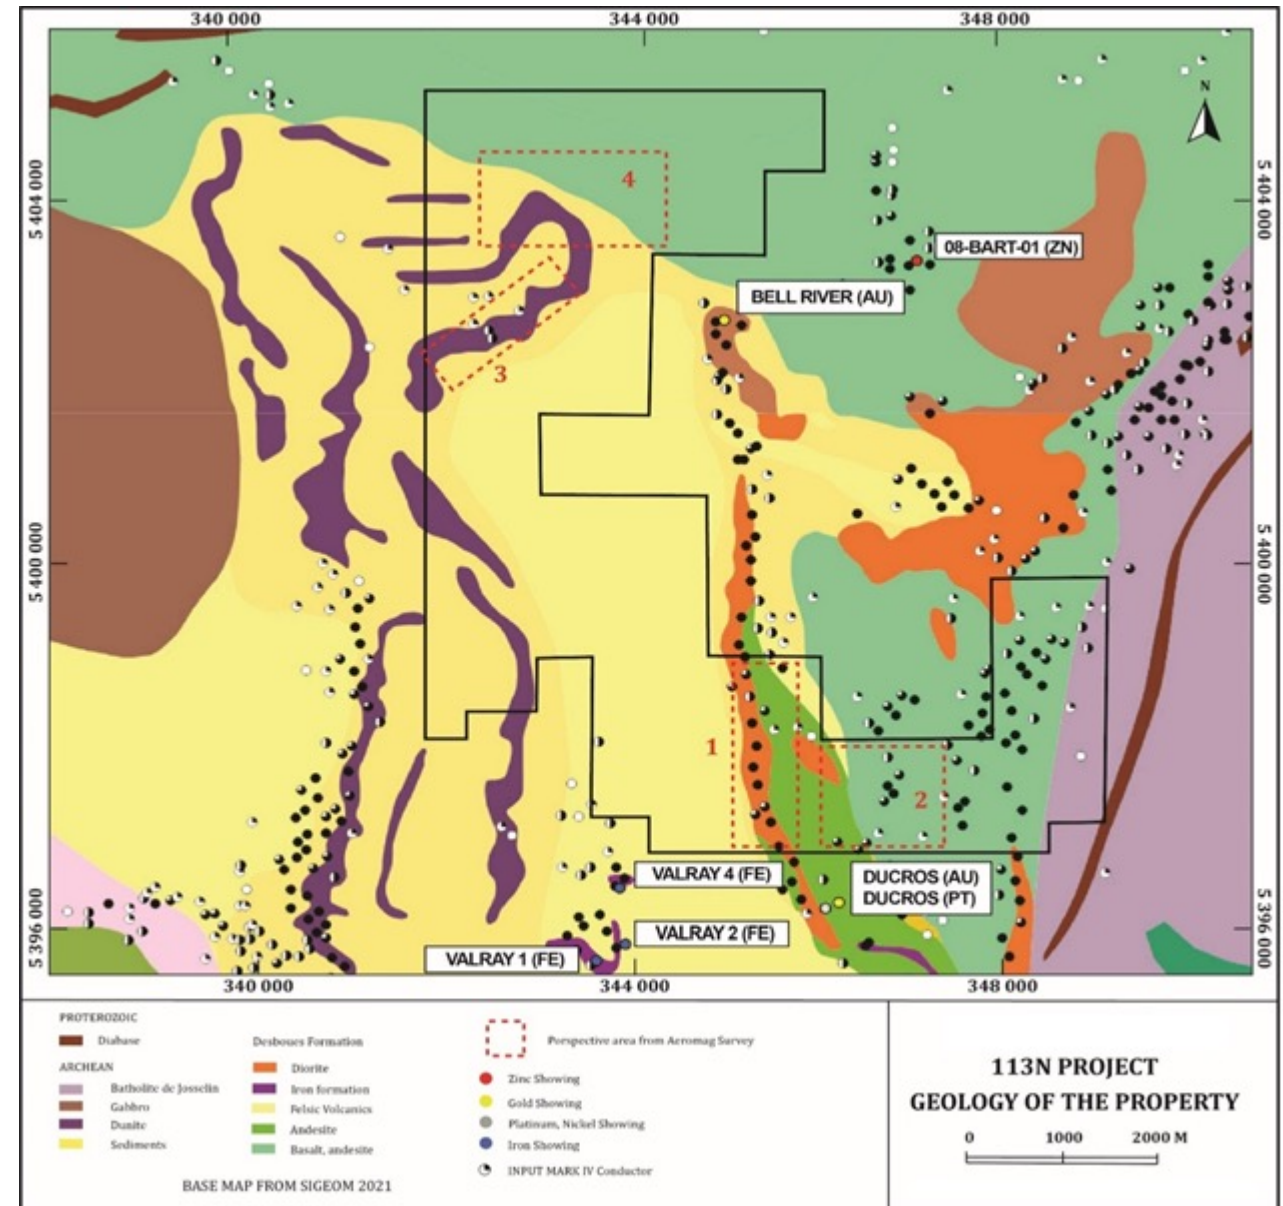 340 000 344 000 348 000
N
5 404 000 5 404 000
4
08-BART-01 (ZN)
BELL RIVER (AU)
3
5 400 000 5 400 000
1
2
VALRAY 4 (FE)
DUCROS (AU)
DUCROS (PT)
VALRAY 2 (FE)
VALRAY 1 (FE)
5 396 000 5 396 000
340 000 344 000 348 000
PROTEROZOIC
Diabase
ARCHEAN
Batholite de Josselin
Gabbro
Dunite
Sediments
Desboues Formation
Diorite
Iron formation
Felsic Volcanics
Andesite
Basalt, andesite
Perspective area from Aeromag Survey
Zinc Showing
Gold Showing
Platinum, Nickel Showing
Iron Showing
INPUT MARK IV Conductor
BASE MAP FROM SIGEOM 2021
113N PROJECT
GEOLOGY OF THE PROPERTY
0 1000 2000 M